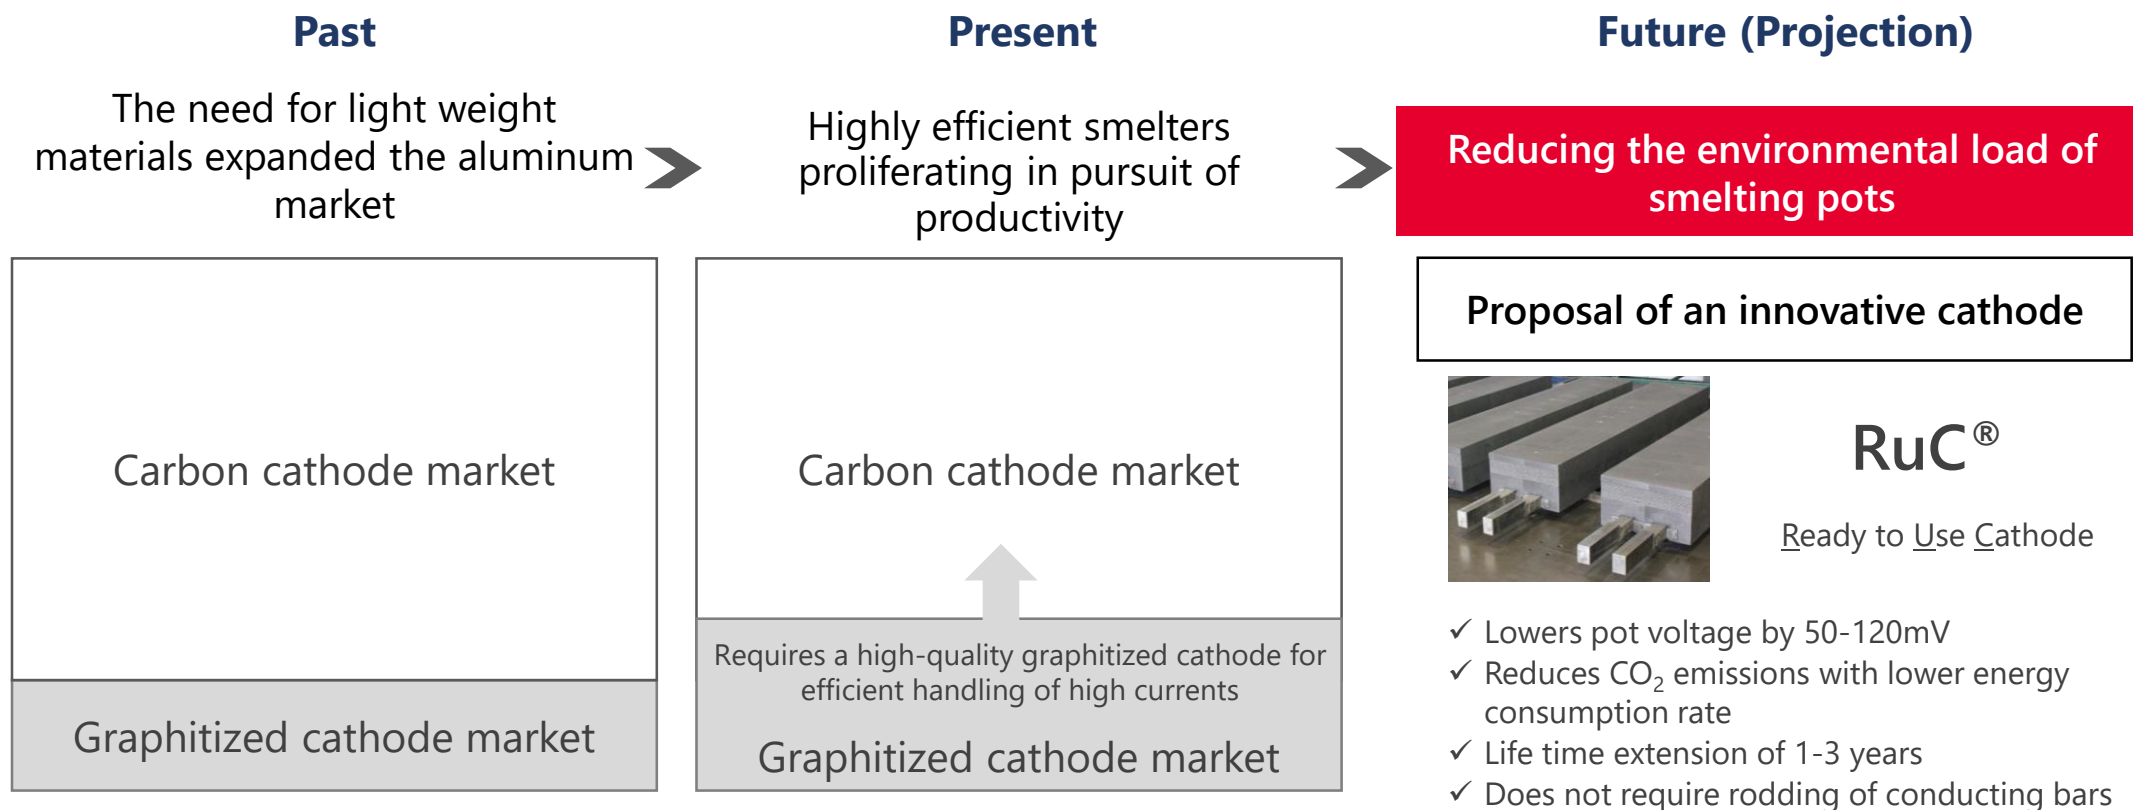 Past
The need for light weight
materials expanded the aluminum
market
Carbon cathode market
Graphitized cathode market
Present
Highly efficient smelters
proliferating in pursuit of
productivity
Carbon cathode market
Requires a high-quality graphitized cathode for
efficient handling of high currents
Graphitized cathode market
Future (Projection)
Reducing the environmental load of
smelting pots
Proposal of an innovative cathode
RuC®
Ready to Use Cathode
✓ Lowers pot voltage by 50-120mV
✓ Reduces CO₂ emissions with lower energy
consumption rate
✓ Life time extension of 1-3 years
✓ Does not require rodding of conducting bars